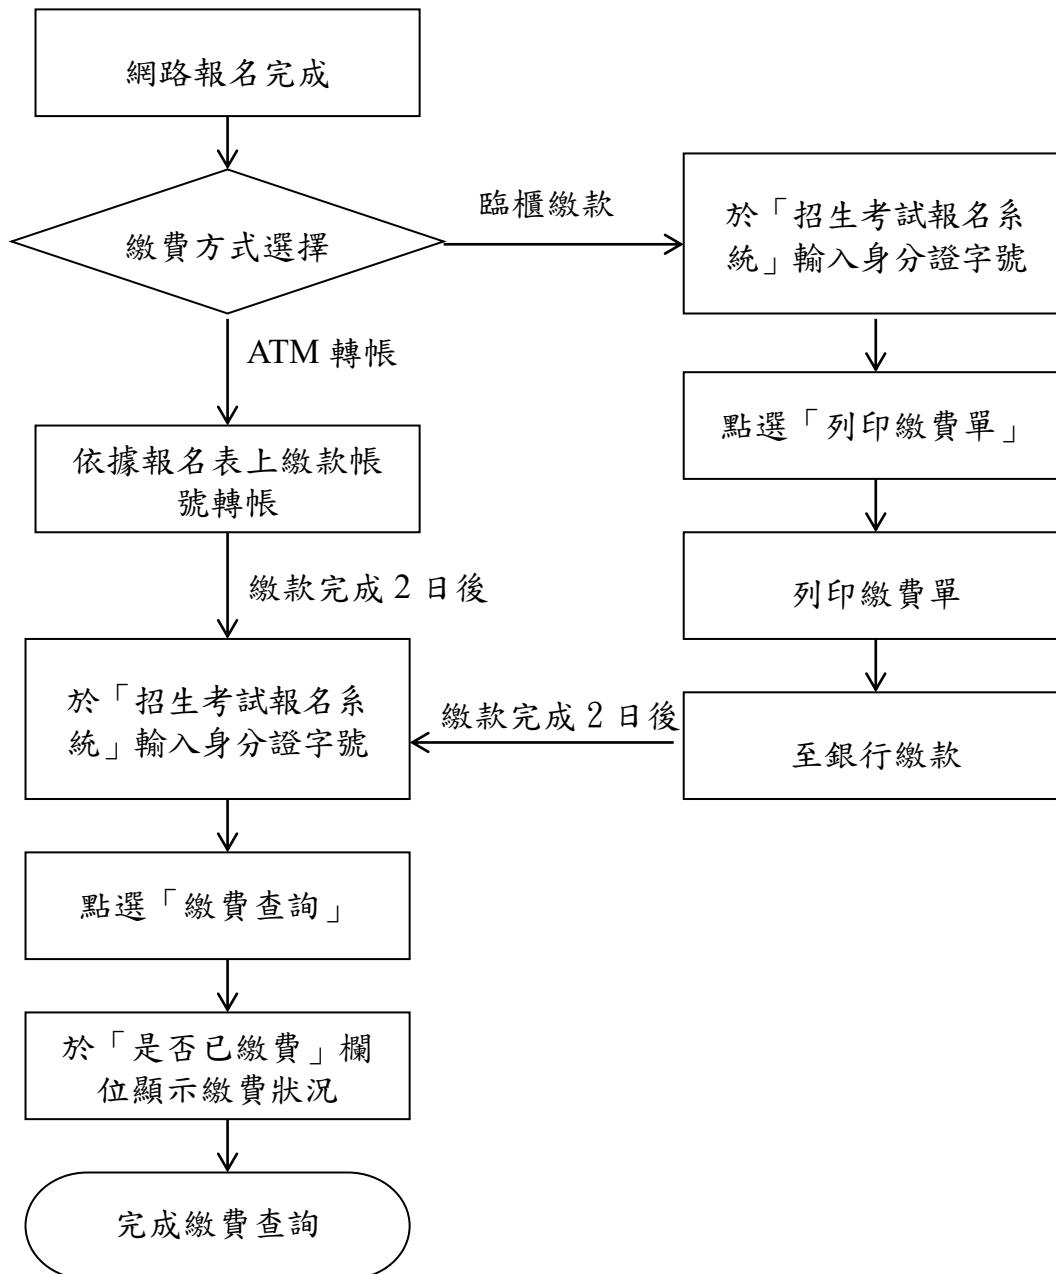 網路報名完成
繳費方式選擇
臨櫃繳款
於「招生考試報名系
統」輸入身分證字號
ATM 轉帳
點選「列印繳費單」
依據報名表上繳款帳
號轉帳
列印繳費單
繳款完成 2 日後
於「招生考試報名系
統」輸入身分證字號
繳款完成 2 日後
至銀行繳款
點選「繳費查詢」
於「是否已繳費」欄
位顯示繳費狀況
完成繳費查詢